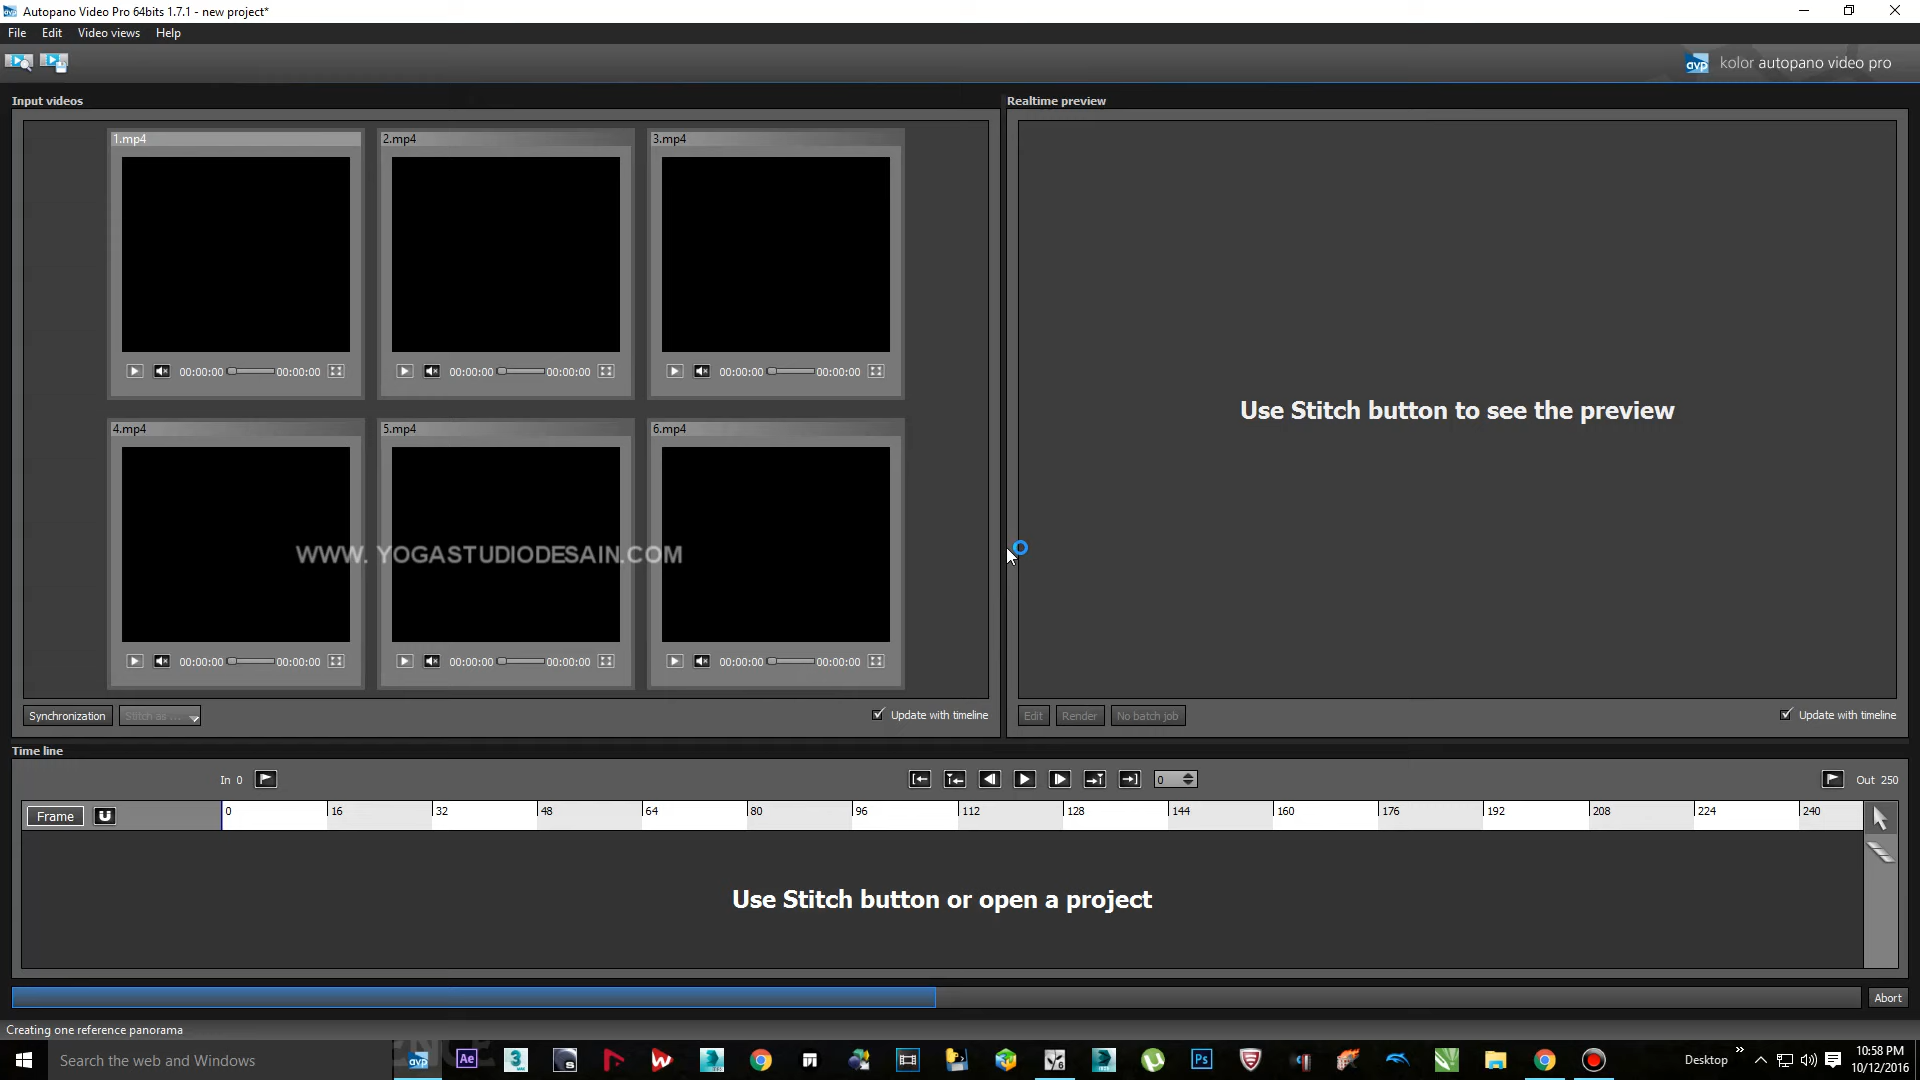 Autopano Video Pro 64bits 1.7.1 - new project*
File Edit Video views Help
avp kolor autopano video pro
Input videos
Realtime preview
1.mp4 2.mp4 3.mp4
00:00:00 00:00:00 00:00:00 00:00:00 00:00:00 00:00:00
Use Stitch button to see the preview
4.mp4 5.mp4 6.mp4
WWW. YOGASTUDIODESAIN.COM
00:00:00 00:00:00 00:00:00 00:00:00 00:00:00 00:00:00
Synchronization Stitch as ... Update with timeline
Edit Render No batch job Update with timeline
Time line
In 0 0 Out 250
Frame 0 16 32 48 64 80 96 112 128 144 160 176 192 208 224 240
Use Stitch button or open a project
Abort
Creating one reference panorama
Search the web and Windows avp Ae Ps Desktop 10:58 PM
10/12/2016